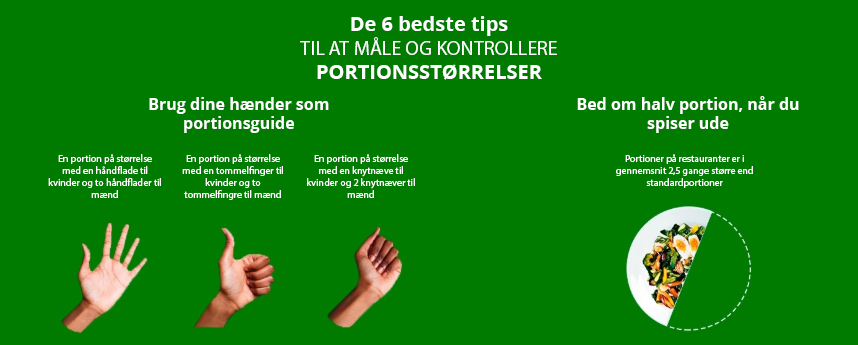 De 6 bedste tips
TIL AT MÅLE OG KONTROLLERE
PORTIONSSTØRRELSER
Brug dine hænder som
portionsguide
En portion på størrelse
med en håndflade til
kvinder og to håndflader til
mænd
En portion på størrelse
med en tommelfinger til
kvinder og to
tommelfingre til mænd
En portion på størrelse
med en knytnæve til
kvinder og 2 knytnæver til
mænd
Bed om halv portion, når du
spiser ude
Portioner på restauranter er i
gennemsnit 2,5 gange større end
standardportioner